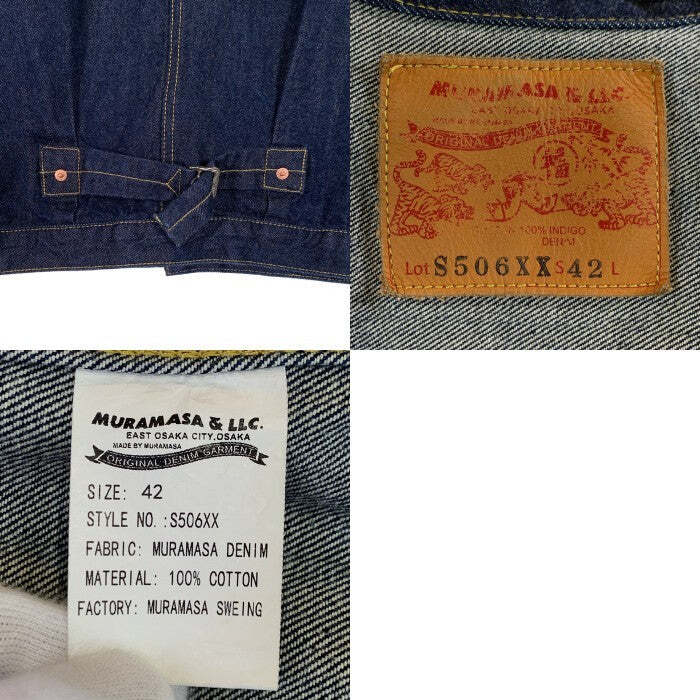 MURAMASA & LLC.
EAST OSAKA CITY, OSAKA
ORIGINAL DENIM GARMENT
100% INDIGO
Lot S506XX S 42 L
MURAMASA & LLC.
EAST OSAKA CITY, OSAKA
MADE BY MURAMASA
ORIGINAL DENIM GARMENT
SIZE: 42
STYLE NO.:S506XX
FABRIC: MURAMASA DENIM
MATERIAL: 100% COTTON
FACTORY: MURAMASA SWEING